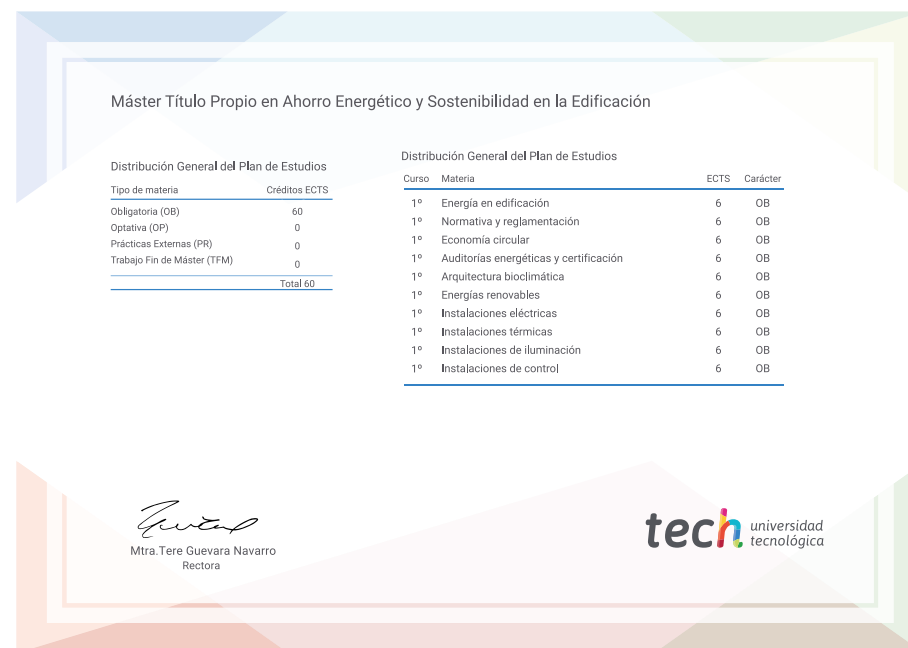 Máster Título Propio en Ahorro Energético y Sostenibilidad en la Edificación
Distribución General del Plan de Estudios
Tipo de materia Créditos ECTS
Obligatoria (OB) 60
Optativa (OP) 0
Prácticas Externas (PR) 0
Trabajo Fin de Máster (TFM) 0
Total 60
Distribución General del Plan de Estudios
Curso Materia ECTS Carácter
1º Energía en edificación 6 OB
1º Normativa y reglamentación 6 OB
1º Economía circular 6 OB
1º Auditorías energéticas y certificación 6 OB
1º Arquitectura bioclimática 6 OB
1º Energías renovables 6 OB
1º Instalaciones eléctricas 6 OB
1º Instalaciones térmicas 6 OB
1º Instalaciones de iluminación 6 OB
1º Instalaciones de control 6 OB
Mtra.Tere Guevara Navarro
Rectora
tech universidad
tecnológica